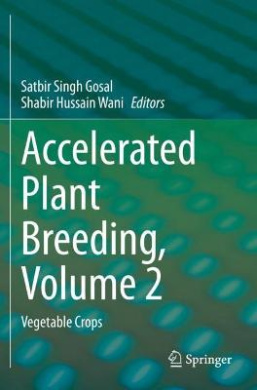 Satbir Singh Gosal
Shabir Hussain Wani Editors
Accelerated
Plant
Breeding,
Volume 2
Vegetable Crops
Springer